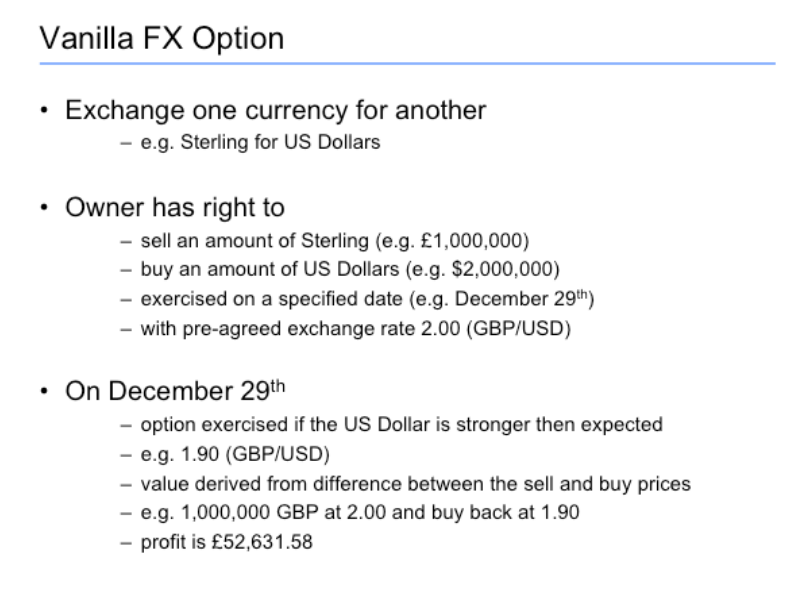 Vanilla FX Option
• Exchange one currency for another
– e.g. Sterling for US Dollars
• Owner has right to
– sell an amount of Sterling (e.g. £1,000,000)
– buy an amount of US Dollars (e.g. $2,000,000)
– exercised on a specified date (e.g. December 29th)
– with pre-agreed exchange rate 2.00 (GBP/USD)
• On December 29th
– option exercised if the US Dollar is stronger then expected
– e.g. 1.90 (GBP/USD)
– value derived from difference between the sell and buy prices
– e.g. 1,000,000 GBP at 2.00 and buy back at 1.90
– profit is £52,631.58